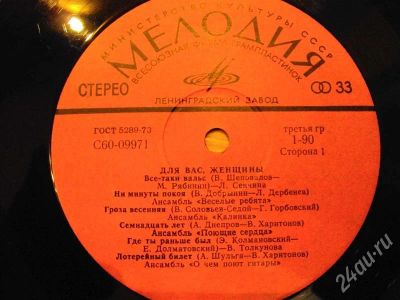 МИНИСТЕРСТВО КУЛЬТУРЫ СССР
МЕЛОДИЯ
ВСЕСОЮЗНАЯ ФИРМА ГРАМПЛАСТИНОК
СТЕРЕО
33
ЛЕНИНГРАДСКИЙ ЗАВОД
ГОСТ 5289-73
С60-09971
третья гр
1-90
Сторона 1
ДЛЯ ВАС, ЖЕНЩИНЫ
Все-таки вальс (В. Шеповалов—
М. Рябинин)—Л. Сенчина
Ни минуты покоя (В. Добрынин—Л. Дербенев)
Ансамбль «Веселые ребята»
Гроза весенняя (В. Соловьев-Седой—Г. Горбовский)
Ансамбль «Калинка»
Семнадцать лет (А. Днепров—В. Харитонов)
Ансамбль «Поющие сердца»
Где ты раньше был (Э. Колмановский—
Е. Долматовский)—В. Толкунова
Лотерейный билет (А. Шульга—В. Харитонов)
Ансамбль «О чем поют гитары»
24au.ru